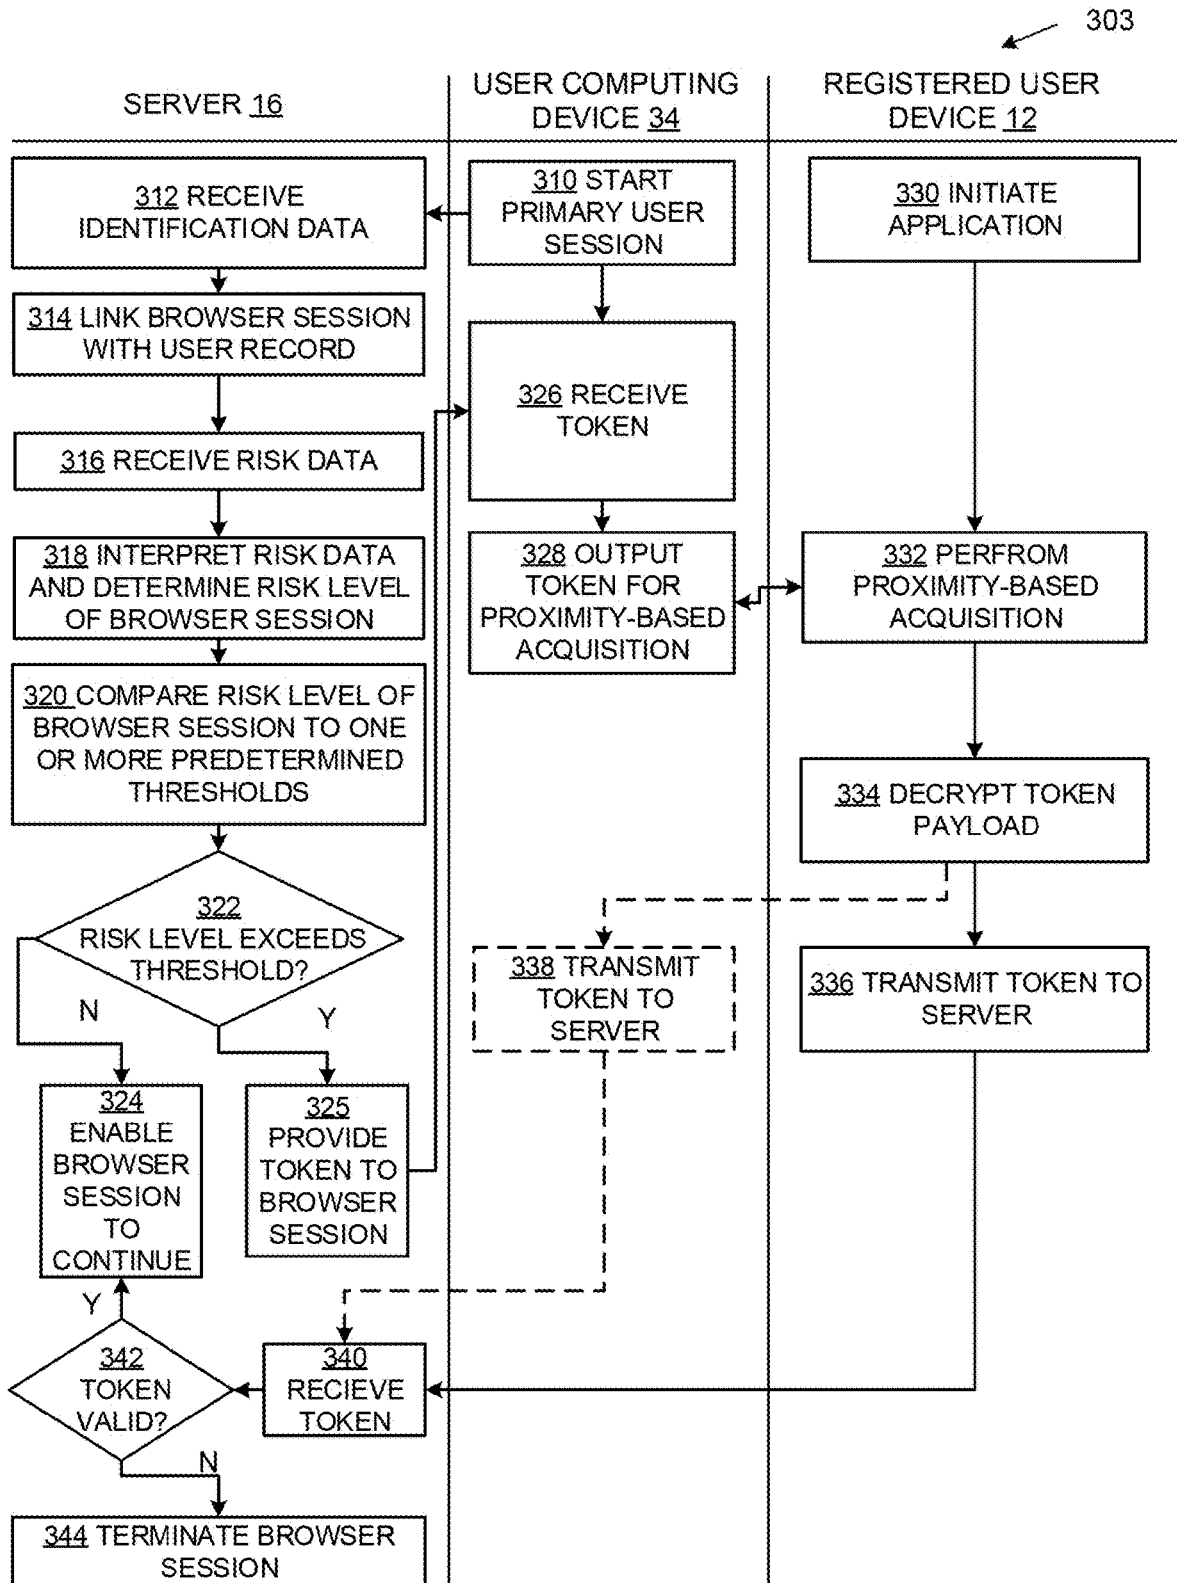 303
SERVER 16
USER COMPUTING
DEVICE 34
REGISTERED USER
DEVICE 12
312 RECEIVE
IDENTIFICATION DATA
310 START
PRIMARY USER
SESSION
330 INITIATE
APPLICATION
314 LINK BROWSER SESSION
WITH USER RECORD
326 RECEIVE
TOKEN
316 RECEIVE RISK DATA
318 INTERPRET RISK DATA
AND DETERMINE RISK LEVEL
OF BROWSER SESSION
328 OUTPUT
TOKEN FOR
PROXIMITY-BASED
ACQUISITION
332 PERFROM
PROXIMITY-BASED
ACQUISITION
320 COMPARE RISK LEVEL OF
BROWSER SESSION TO ONE
OR MORE PREDETERMINED
THRESHOLDS
334 DECRYPT TOKEN
PAYLOAD
322
RISK LEVEL EXCEEDS
THRESHOLD?
N
Y
338 TRANSMIT
TOKEN TO
SERVER
336 TRANSMIT TOKEN TO
SERVER
324
ENABLE
BROWSER
SESSION
TO
CONTINUE
325
PROVIDE
TOKEN TO
BROWSER
SESSION
Y
342
TOKEN
VALID?
340
RECIEVE
TOKEN
N
344 TERMINATE BROWSER
SESSION